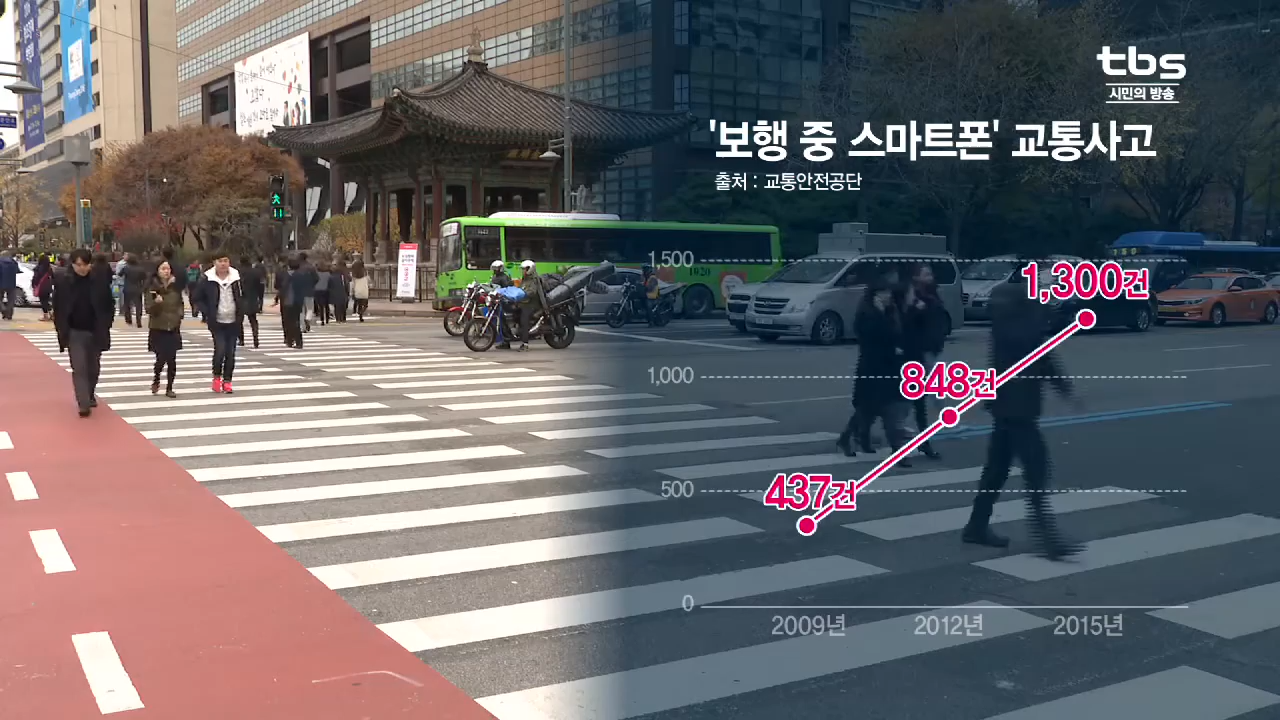 tbs
시민의 방송
'보행 중 스마트폰' 교통사고
출처 : 교통안전공단
1,500
1,300건
1,000
848건
500
437건
0
2009년
2012년
2015년
1020